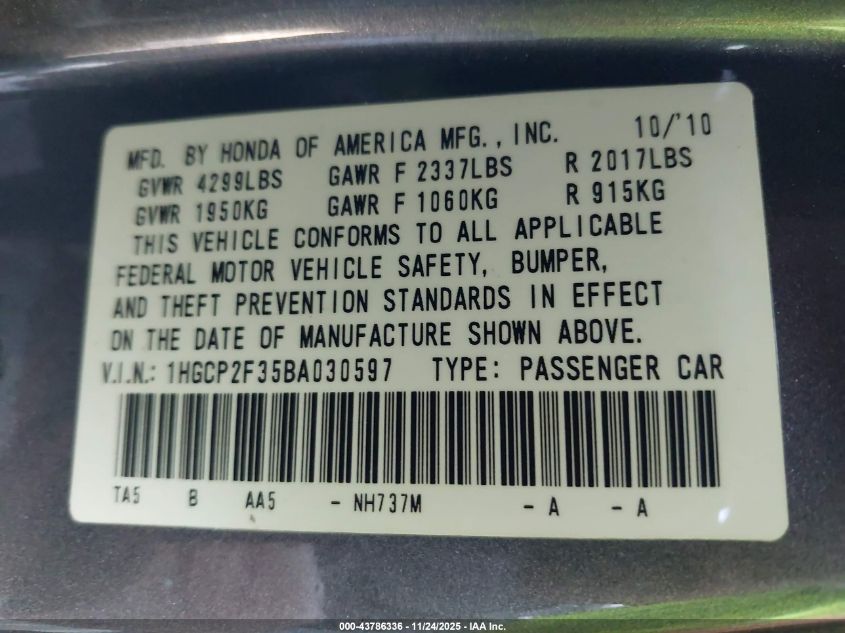 MFD. BY HONDA OF AMERICA MFG., INC. 10/'10
GVWR 4299LBS GAWR F 2337LBS R 2017LBS
GVWR 1950KG GAWR F 1060KG R 915KG
THIS VEHICLE CONFORMS TO ALL APPLICABLE
FEDERAL MOTOR VEHICLE SAFETY, BUMPER,
AND THEFT PREVENTION STANDARDS IN EFFECT
ON THE DATE OF MANUFACTURE SHOWN ABOVE.
V.I.N.: 1HGCP2F35BA030597 TYPE: PASSENGER CAR
TA5 B AA5 - NH737M - A - A
000-43786336 - 11/24/2025 - IAA Inc.